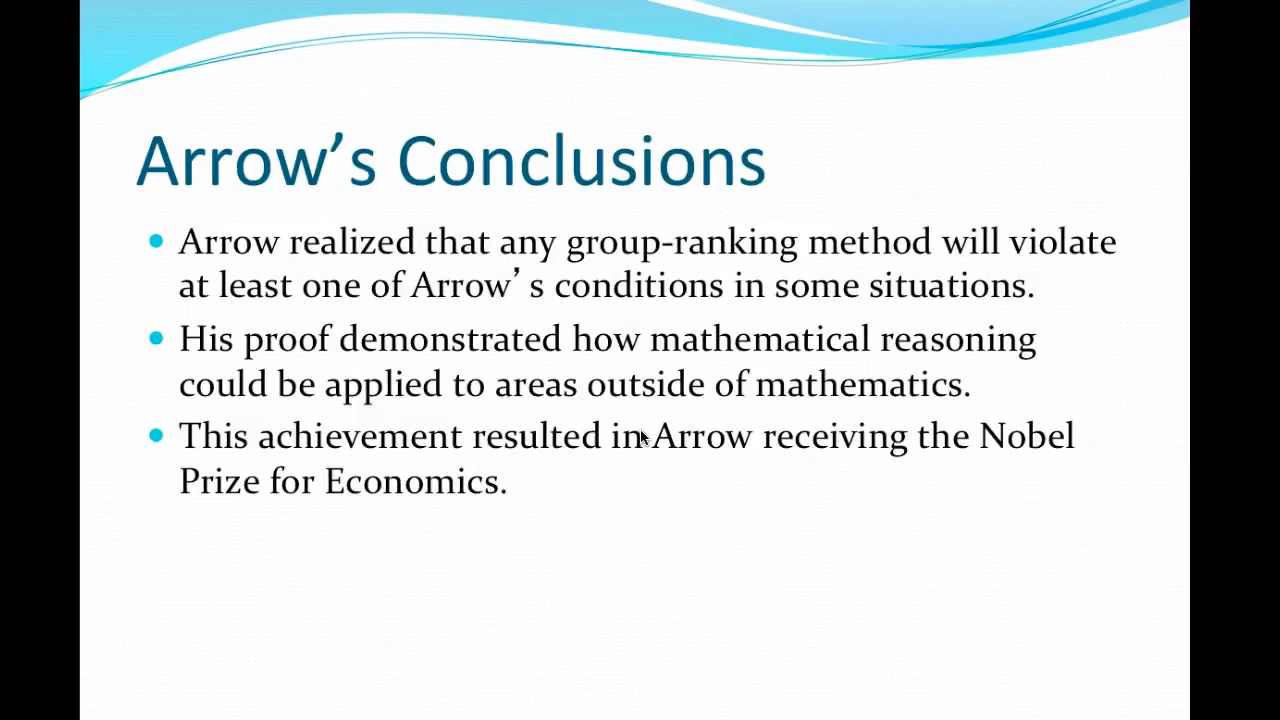 Arrow’s Conclusions
Arrow realized that any group-ranking method will violate
at least one of Arrow’ s conditions in some situations.
His proof demonstrated how mathematical reasoning
could be applied to areas outside of mathematics.
This achievement resulted in Arrow receiving the Nobel
Prize for Economics.